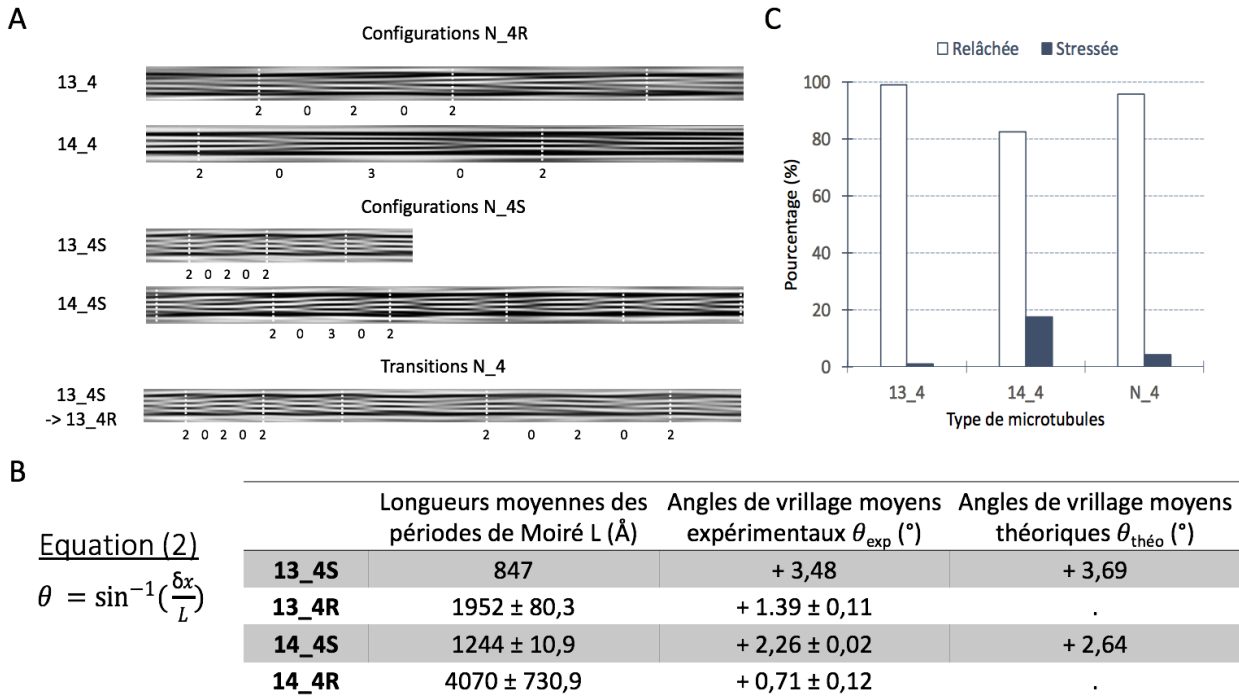 A
Configurations N_4R
13_4
2 0 2 0 2
14_4
2 0 3 0 2
Configurations N_4S
13_4S
2 0 2 0 2
14_4S
2 0 3 0 2
Transitions N_4
13_4S
-> 13_4R
2 0 2 0 2 2 0 2 0 2
C
Relâchée Stressée
Pourcentage (%)
100
80
60
40
20
0
13_4 14_4 N_4
Type de microtubules
B
Equation (2)
θ = sin⁻¹(δx/L)
Longueurs moyennes des périodes de Moiré L (Å) Angles de vrillage moyens expérimentaux θexp (°) Angles de vrillage moyens théoriques θthéo (°)
13_4S 847 + 3,48 + 3,69
13_4R 1952 ± 80,3 + 1.39 ± 0,11 .
14_4S 1244 ± 10,9 + 2,26 ± 0,02 + 2,64
14_4R 4070 ± 730,9 + 0,71 ± 0,12 .